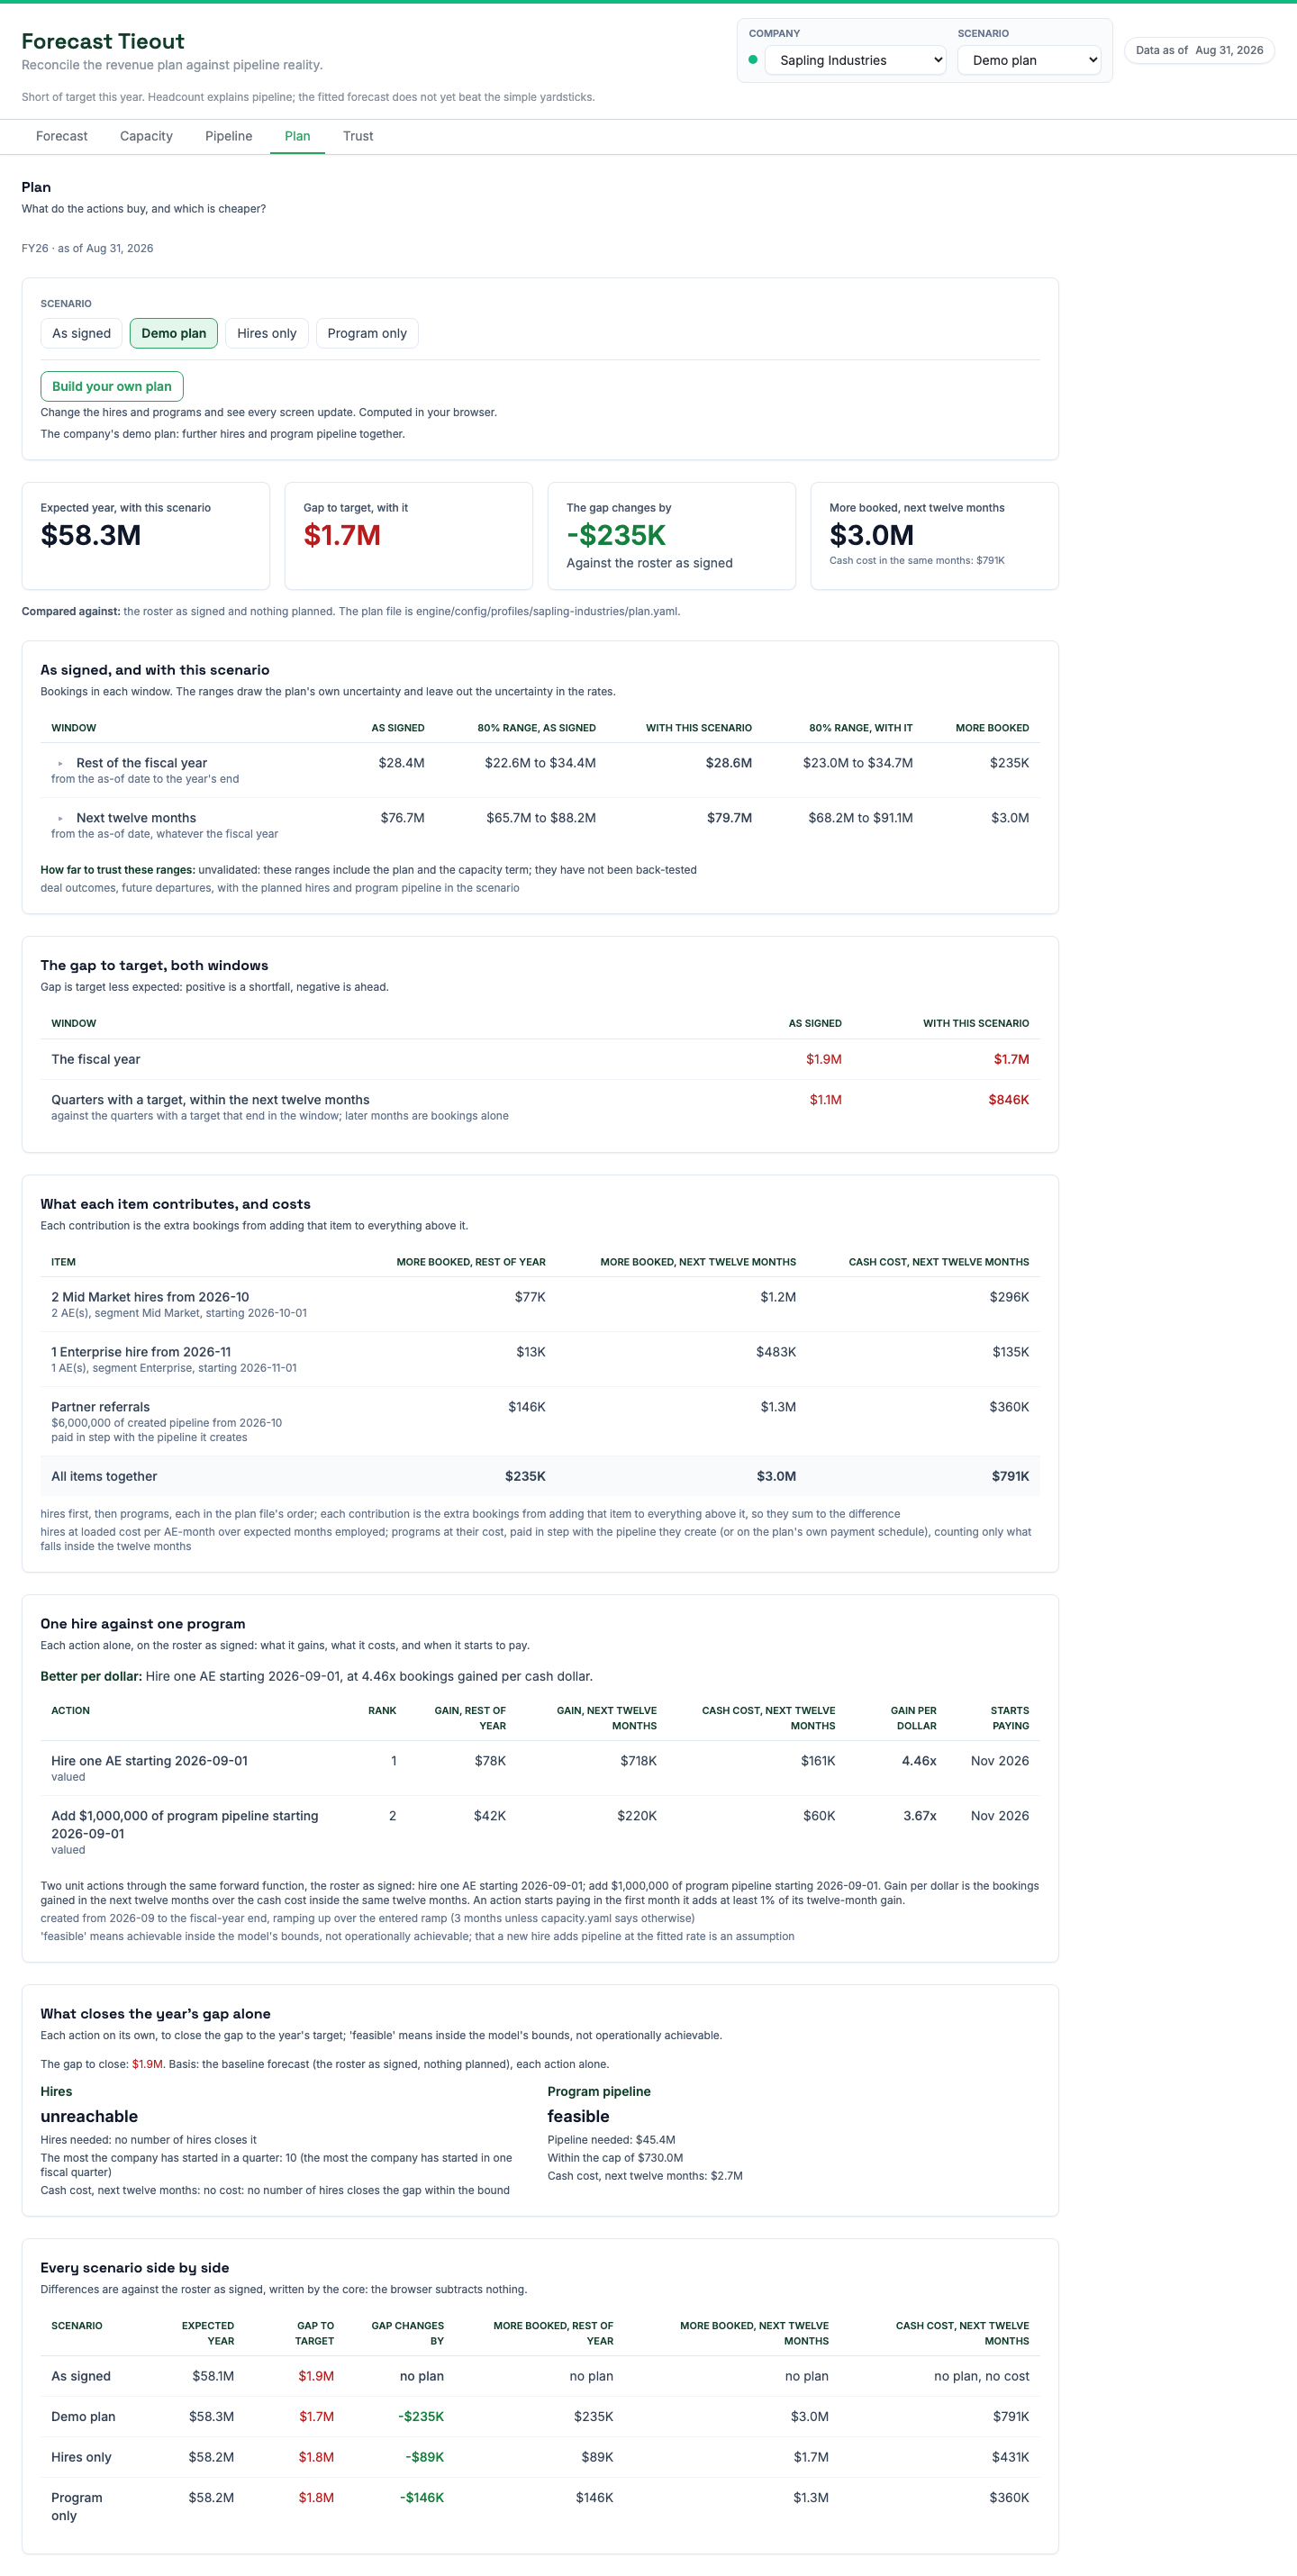 Forecast Tieout
Reconcile the revenue plan against pipeline reality.
COMPANY
SCENARIO
Sapling Industries
Demo plan
Data as of Aug 31, 2026
Short of target this year. Headcount explains pipeline; the fitted forecast does not yet beat the simple yardsticks.
Forecast Capacity Pipeline Plan Trust
Plan
What do the actions buy, and which is cheaper?
FY26 · as of Aug 31, 2026
SCENARIO
As signed Demo plan Hires only Program only
Build your own plan
Change the hires and programs and see every screen update. Computed in your browser.
The company's demo plan: further hires and program pipeline together.
Expected year, with this scenario
$58.3M
Gap to target, with it
$1.7M
The gap changes by
-$235K
Against the roster as signed
More booked, next twelve months
$3.0M
Cash cost in the same months: $791K
Compared against: the roster as signed and nothing planned. The plan file is engine/config/profiles/sapling-industries/plan.yaml.
As signed, and with this scenario
Bookings in each window. The ranges draw the plan's own uncertainty and leave out the uncertainty in the rates.
WINDOW AS SIGNED 80% RANGE, AS SIGNED WITH THIS SCENARIO 80% RANGE, WITH IT MORE BOOKED
▸ Rest of the fiscal year $28.4M $22.6M to $34.4M $28.6M $23.0M to $34.7M $235K
from the as-of date to the year's end
▸ Next twelve months $76.7M $65.7M to $88.2M $79.7M $68.2M to $91.1M $3.0M
from the as-of date, whatever the fiscal year
How far to trust these ranges: unvalidated: these ranges include the plan and the capacity term; they have not been back-tested
deal outcomes, future departures, with the planned hires and program pipeline in the scenario
The gap to target, both windows
Gap is target less expected: positive is a shortfall, negative is ahead.
WINDOW AS SIGNED WITH THIS SCENARIO
The fiscal year $1.9M $1.7M
Quarters with a target, within the next twelve months $1.1M $846K
against the quarters with a target that end in the window; later months are bookings alone
What each item contributes, and costs
Each contribution is the extra bookings from adding that item to everything above it.
ITEM MORE BOOKED, REST OF YEAR MORE BOOKED, NEXT TWELVE MONTHS CASH COST, NEXT TWELVE MONTHS
2 Mid Market hires from 2026-10 $77K $1.2M $296K
2 AE(s), segment Mid Market, starting 2026-10-01
1 Enterprise hire from 2026-11 $13K $483K $135K
1 AE(s), segment Enterprise, starting 2026-11-01
Partner referrals $146K $1.3M $360K
$6,000,000 of created pipeline from 2026-10
paid in step with the pipeline it creates
All items together $235K $3.0M $791K
hires first, then programs, each in the plan file's order; each contribution is the extra bookings from adding that item to everything above it, so they sum to the difference
hires at loaded cost per AE-month over expected months employed; programs at their cost, paid in step with the pipeline they create (or on the plan's own payment schedule), counting only what
falls inside the twelve months
One hire against one program
Each action alone, on the roster as signed: what it gains, what it costs, and when it starts to pay.
Better per dollar: Hire one AE starting 2026-09-01, at 4.46x bookings gained per cash dollar.
ACTION RANK GAIN, REST OF YEAR GAIN, NEXT TWELVE MONTHS CASH COST, NEXT TWELVE MONTHS GAIN PER DOLLAR STARTS PAYING
Hire one AE starting 2026-09-01 1 $78K $718K $161K 4.46x Nov 2026
valued
Add $1,000,000 of program pipeline starting 2 $42K $220K $60K 3.67x Nov 2026
2026-09-01
valued
Two unit actions through the same forward function, the roster as signed: hire one AE starting 2026-09-01; add $1,000,000 of program pipeline starting 2026-09-01. Gain per dollar is the bookings
gained in the next twelve months over the cash cost inside the same twelve months. An action starts paying in the first month it adds at least 1% of its twelve-month gain.
created from 2026-09 to the fiscal-year end, ramping up over the entered ramp (3 months unless capacity.yaml says otherwise)
'feasible' means achievable inside the model's bounds, not operationally achievable; that a new hire adds pipeline at the fitted rate is an assumption
What closes the year's gap alone
Each action on its own, to close the gap to the year's target; 'feasible' means inside the model's bounds, not operationally achievable.
The gap to close: $1.9M. Basis: the baseline forecast (the roster as signed, nothing planned), each action alone.
Hires
unreachable
Hires needed: no number of hires closes it
The most the company has started in a quarter: 10 (the most the company has started in one
fiscal quarter)
Cash cost, next twelve months: no cost: no number of hires closes the gap within the bound
Program pipeline
feasible
Pipeline needed: $45.4M
Within the cap of $730.0M
Cash cost, next twelve months: $2.7M
Every scenario side by side
Differences are against the roster as signed, written by the core: the browser subtracts nothing.
SCENARIO EXPECTED YEAR GAP TO TARGET GAP CHANGES BY MORE BOOKED, REST OF YEAR MORE BOOKED, NEXT TWELVE MONTHS CASH COST, NEXT TWELVE MONTHS
As signed $58.1M $1.9M no plan no plan no plan no plan, no cost
Demo plan $58.3M $1.7M -$235K $235K $3.0M $791K
Hires only $58.2M $1.8M -$89K $89K $1.7M $431K
Program only $58.2M $1.8M -$146K $146K $1.3M $360K